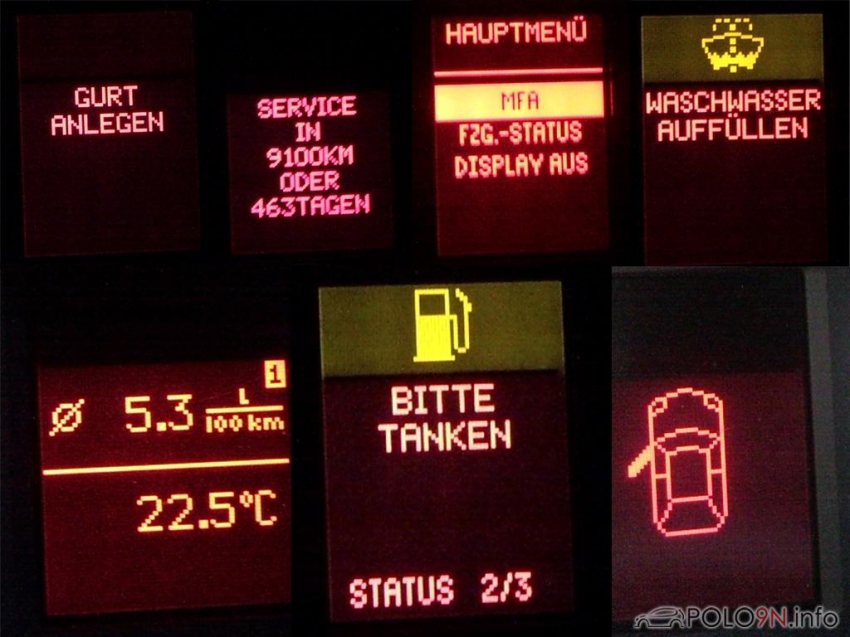 GURT
ANLEGEN
SERVICE
IN
9100KM
ODER
463TAGEN
HAUPTMENÜ
MFA
FZG.-STATUS
DISPLAY AUS
WASCHWASSER
AUFFÜLLEN
1
Ø 5.3 L/100 km
22.5°C
BITTE
TANKEN
STATUS 2/3
POLO9N.info